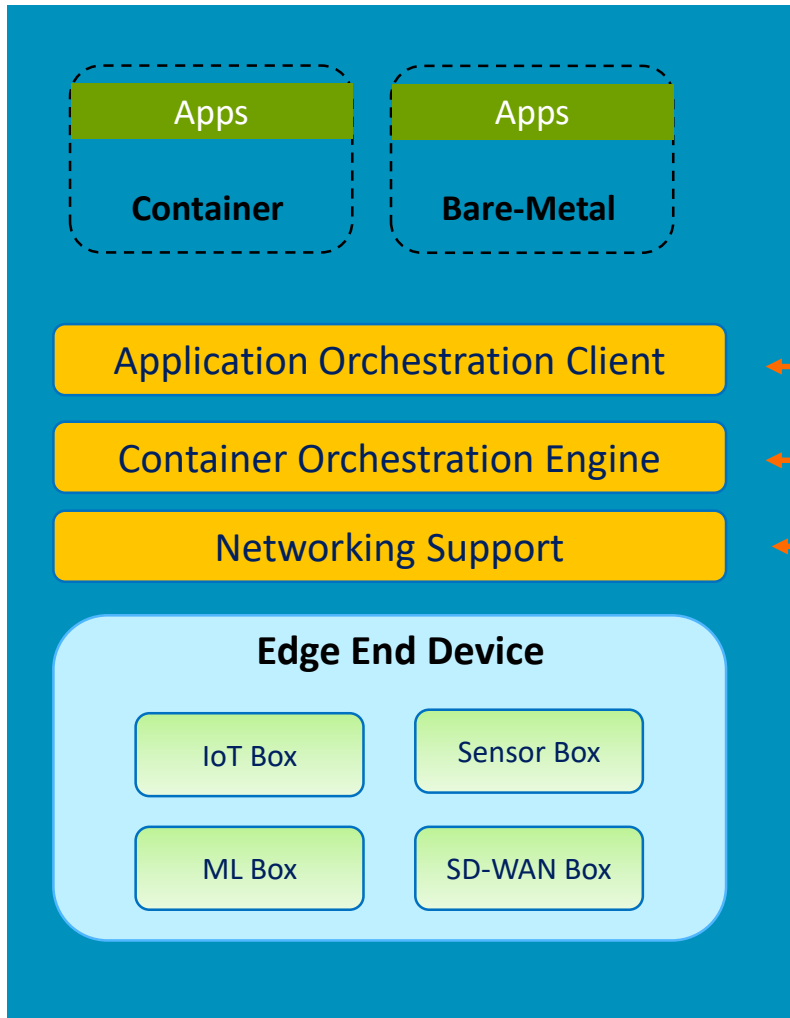 Apps
Apps
Container
Bare-Metal
Application Orchestration Client
Container Orchestration Engine
Networking Support
Edge End Device
IoT Box
Sensor Box
ML Box
SD-WAN Box